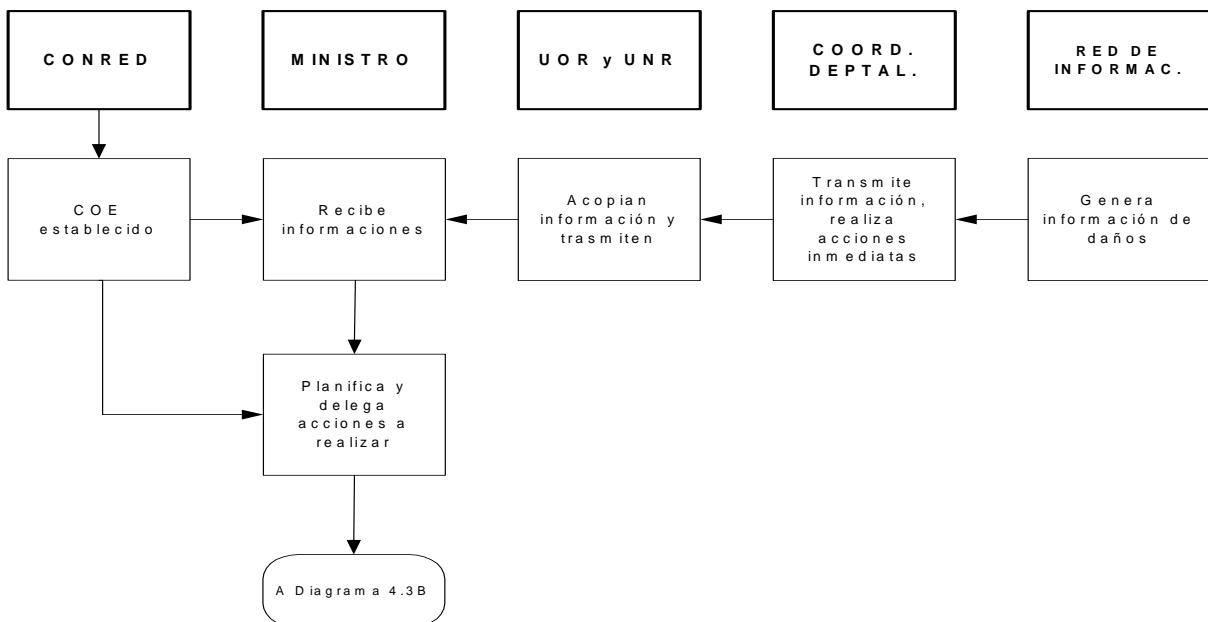 CONRED
MINISTRO
UOR y UNR
COORD.
DEPTAL.
RED DE
INFORMAC.
COE
establecido
Recibe
informaciones
Acopian
información y
trasmiten
Transmite
información,
realiza
acciones
inmediatas
Genera
información de
daños
Planifica y
delega
acciones a
realizar
A Diagrama 4.3B